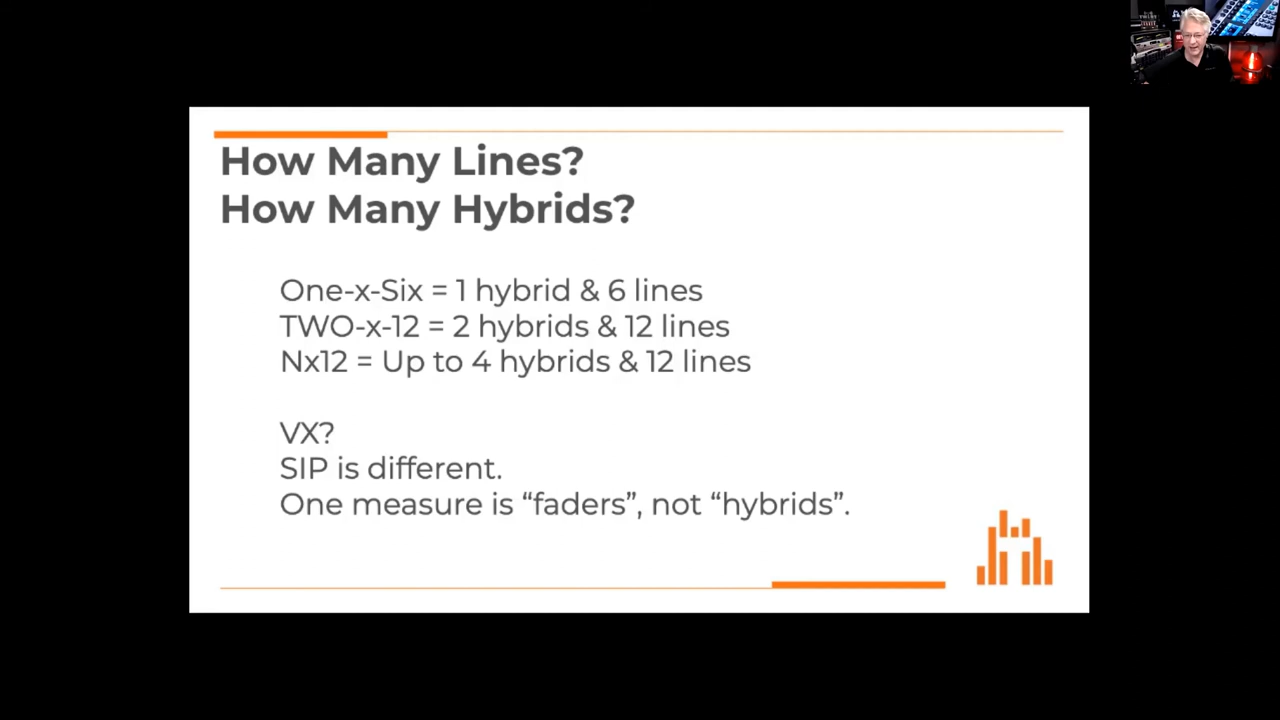 How Many Lines?
How Many Hybrids?
One-x-Six = 1 hybrid & 6 lines
TWO-x-12 = 2 hybrids & 12 lines
Nx12 = Up to 4 hybrids & 12 lines
VX?
SIP is different.
One measure is “faders”, not “hybrids”.